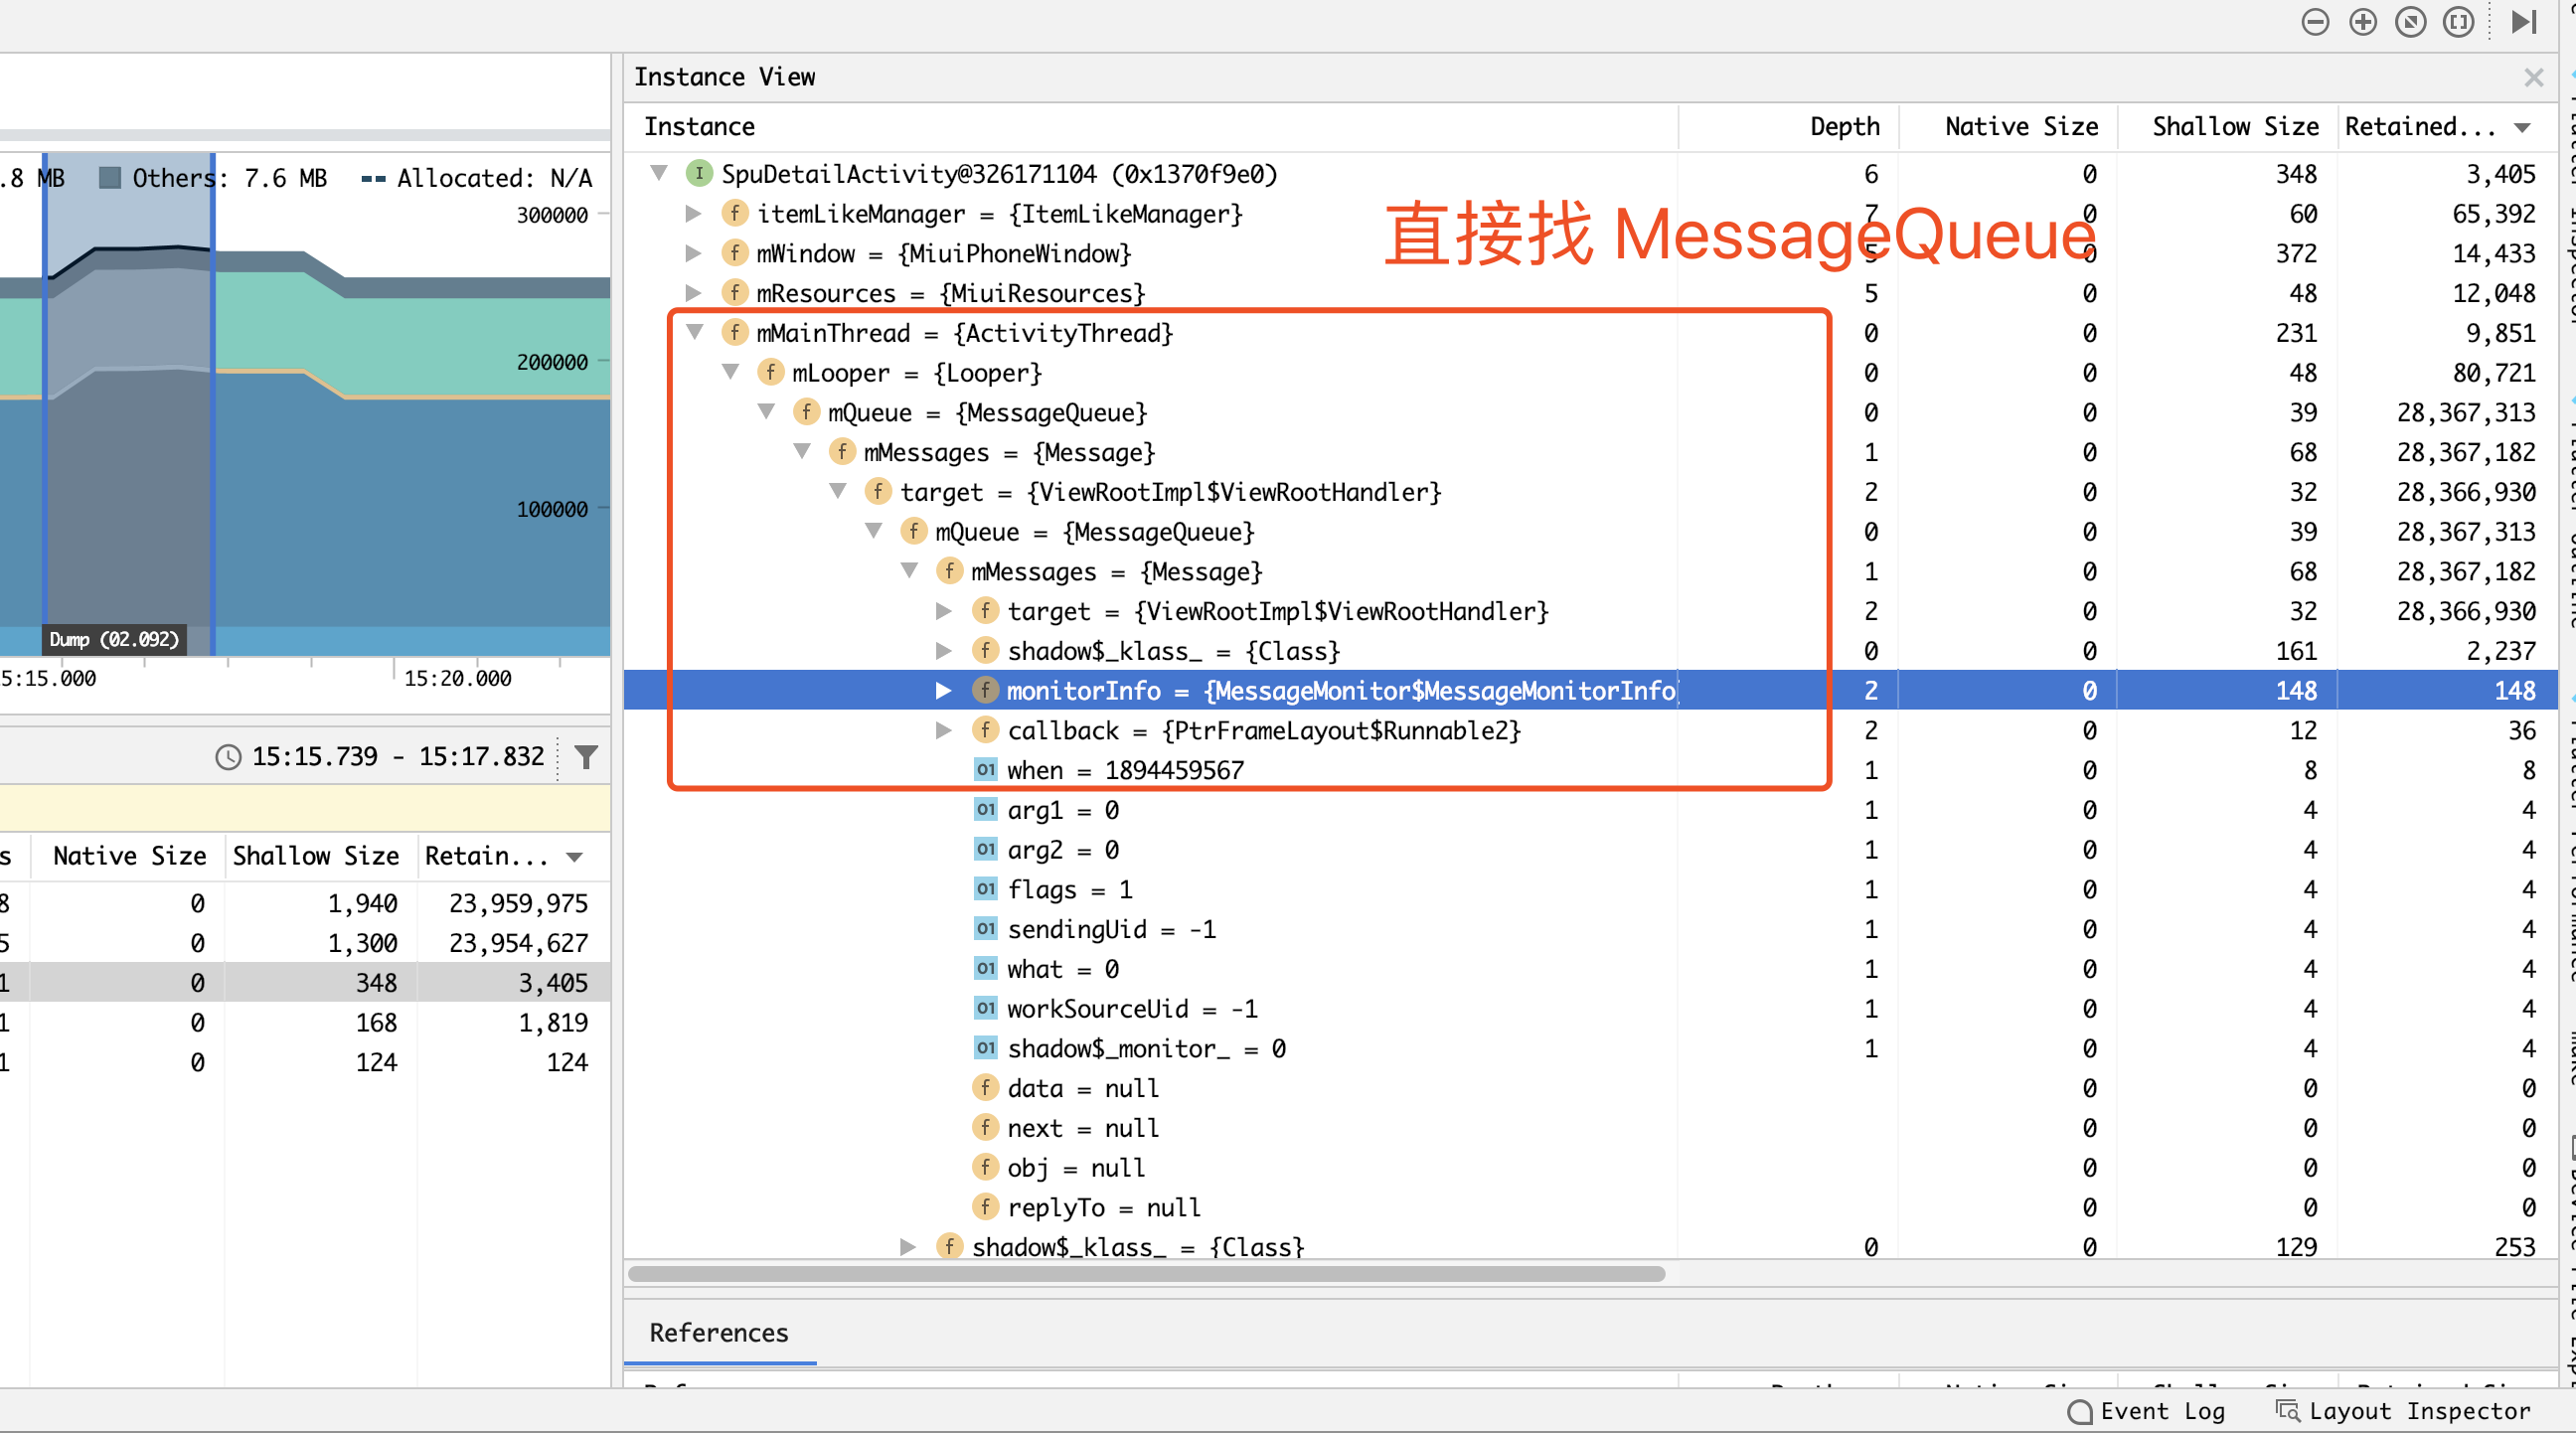 Instance View
Instance Depth Native Size Shallow Size Retained...
.8 MB Others: 7.6 MB Allocated: N/A
300000
200000
100000
Dump (02.092)
5:15.000 15:20.000
15:15.739 - 15:17.832
s Native Size Shallow Size Retain...
8 0 1,940 23,959,975
5 0 1,300 23,954,627
1 0 348 3,405
1 0 168 1,819
1 0 124 124
SpuDetailActivity@326171104 (0x1370f9e0) 6 0 348 3,405
itemLikeManager = {ItemLikeManager} 7 0 60 65,392
直接找 MessageQueue
mWindow = {MiuiPhoneWindow} 5 0 372 14,433
mResources = {MiuiResources} 5 0 48 12,048
mMainThread = {ActivityThread} 0 0 231 9,851
mLooper = {Looper} 0 0 48 80,721
mQueue = {MessageQueue} 0 0 39 28,367,313
mMessages = {Message} 1 0 68 28,367,182
target = {ViewRootImpl$ViewRootHandler} 2 0 32 28,366,930
mQueue = {MessageQueue} 0 0 39 28,367,313
mMessages = {Message} 1 0 68 28,367,182
target = {ViewRootImpl$ViewRootHandler} 2 0 32 28,366,930
shadow$_klass_ = {Class} 0 0 161 2,237
monitorInfo = {MessageMonitor$MessageMonitorInfo 2 0 148 148
callback = {PtrFrameLayout$Runnable2} 2 0 12 36
when = 1894459567 1 0 8 8
arg1 = 0 1 0 4 4
arg2 = 0 1 0 4 4
flags = 1 1 0 4 4
sendingUid = -1 1 0 4 4
what = 0 1 0 4 4
workSourceUid = -1 1 0 4 4
shadow$_monitor_ = 0 1 0 4 4
data = null 0 0 0
next = null 0 0 0
obj = null 0 0 0
replyTo = null 0 0 0
shadow$_klass_ = {Class} 0 0 129 253
References
Event Log Layout Inspector